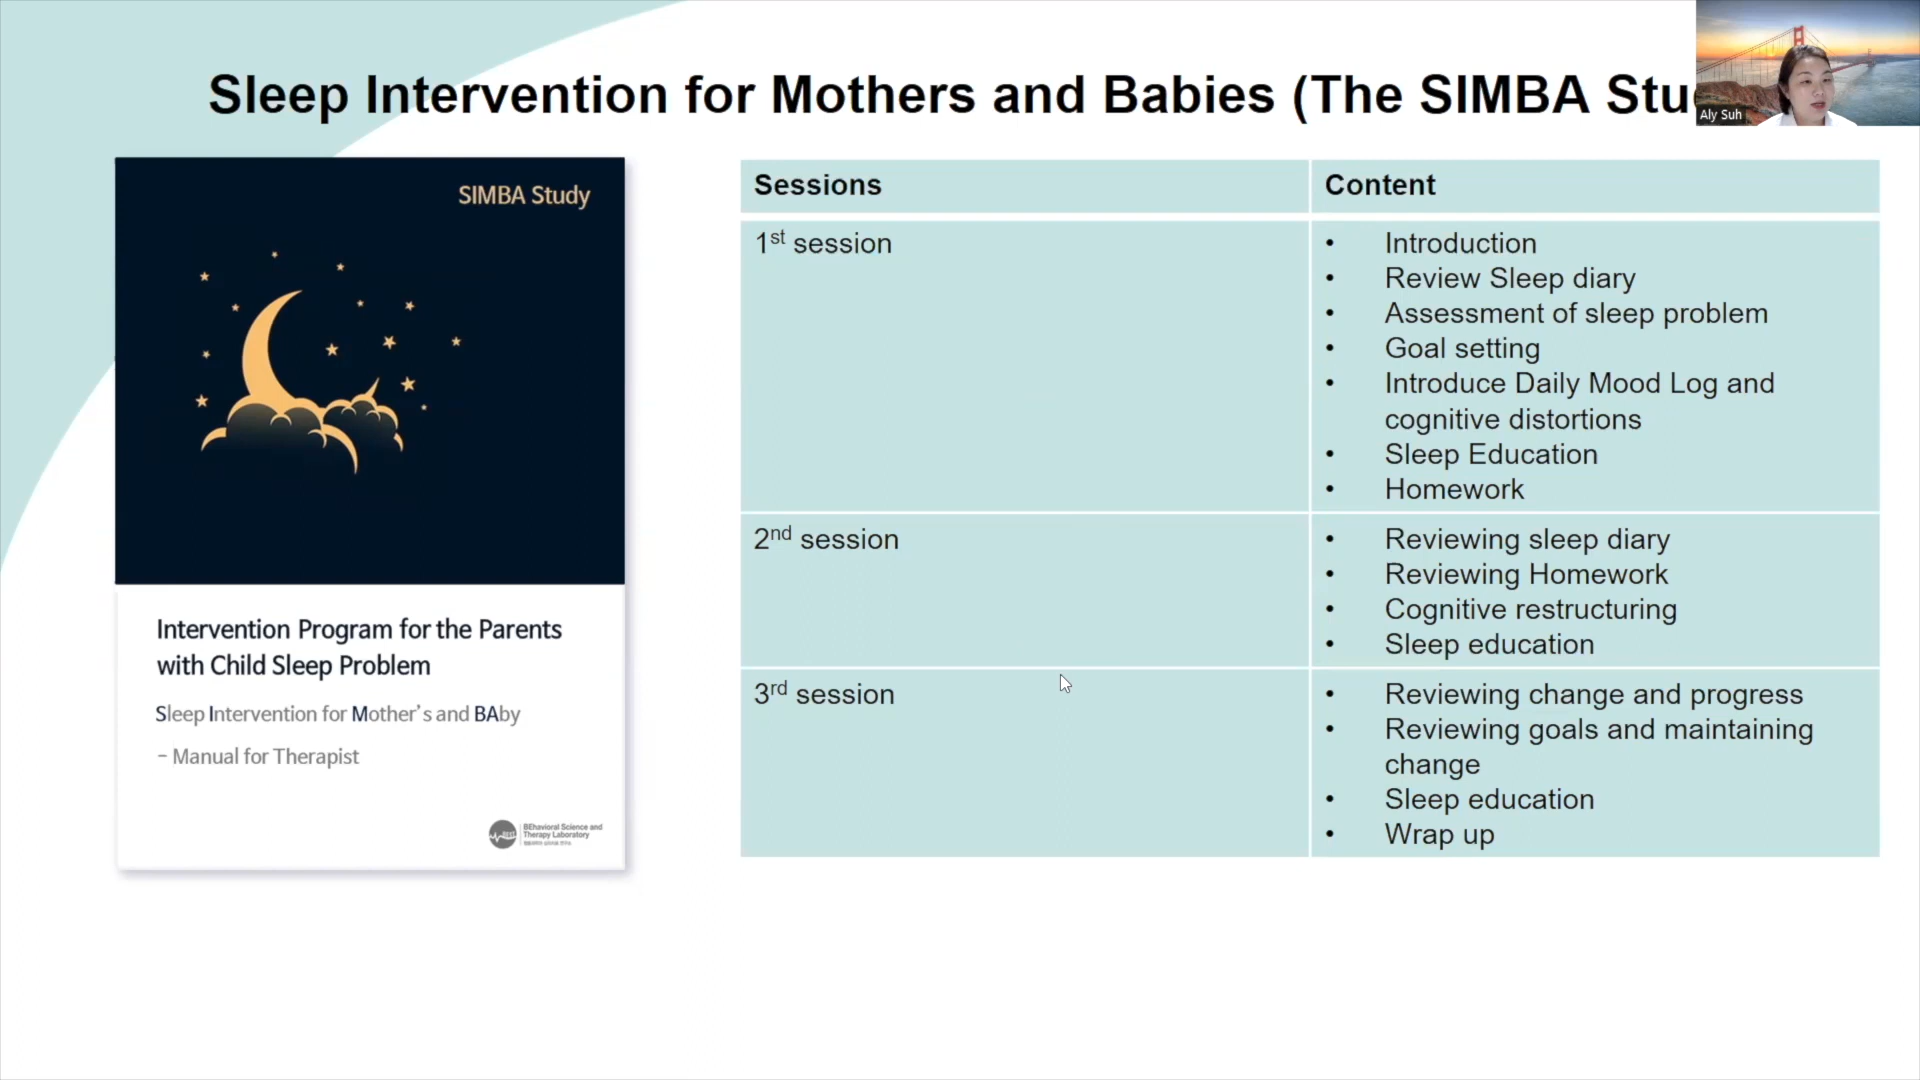 Sleep Intervention for Mothers and Babies (The SIMBA Stu
Aly Suh
SIMBA Study
Intervention Program for the Parents
with Child Sleep Problem
Sleep Intervention for Mother's and BAby
- Manual for Therapist
BEhavioral Science and
Therapy Laboratory
Sessions
Content
1st session
• Introduction
• Review Sleep diary
• Assessment of sleep problem
• Goal setting
• Introduce Daily Mood Log and
cognitive distortions
• Sleep Education
• Homework
2nd session
• Reviewing sleep diary
• Reviewing Homework
• Cognitive restructuring
• Sleep education
3rd session
• Reviewing change and progress
• Reviewing goals and maintaining
change
• Sleep education
• Wrap up